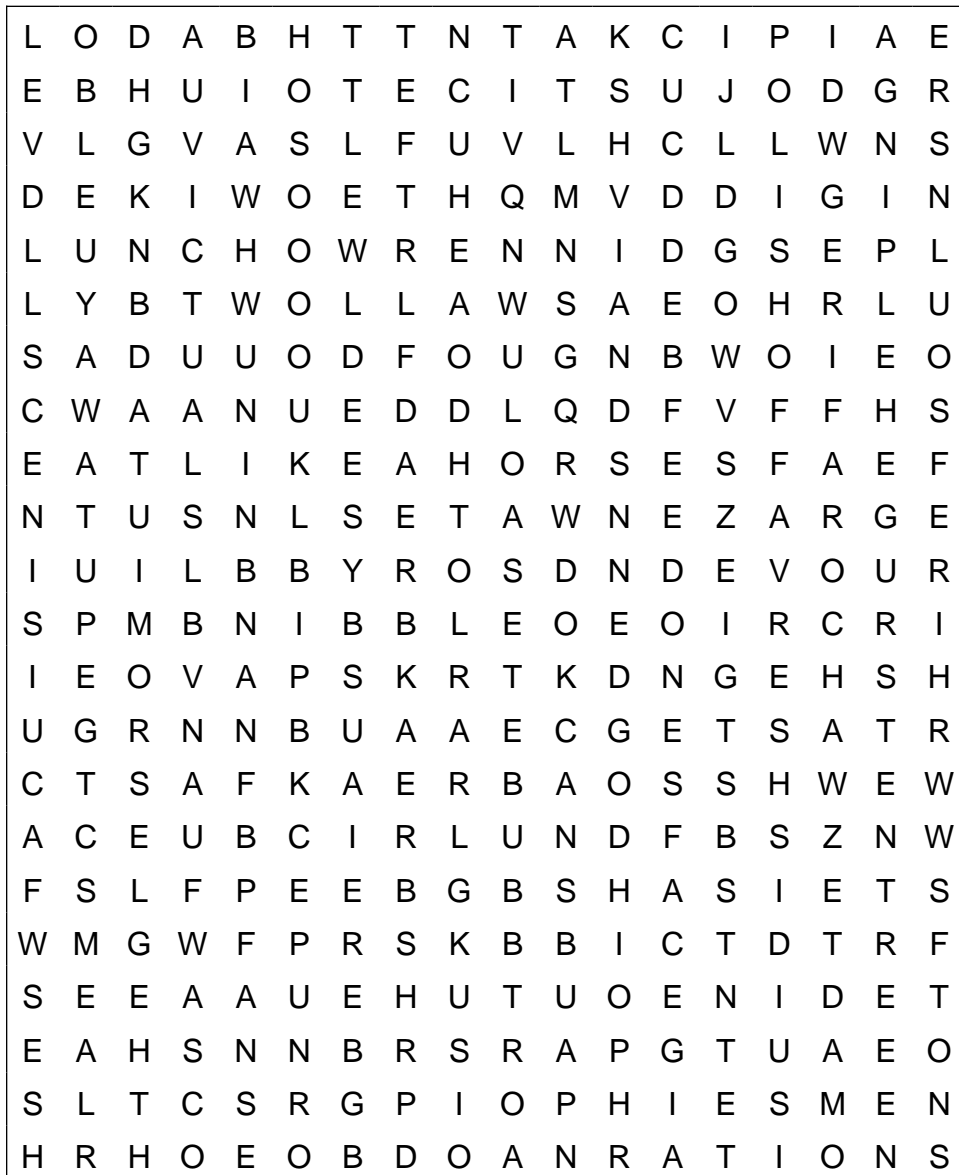 L O D A B H T T N T A K C I P I A E
E B H U I O T E C I T S U J O D G R
V L G V A S L F U V L H C L L W N S
D E K I W O E T H Q M V D D I G I N
L U N C H O W R E N N I D G S E P L
L Y B T W O L L A W S A E O H R L U
S A D U U O D F O U G N B W O I E O
C W A A N U E D D L Q D F V F F H S
E A T L I K E A H O R S E S F A E F
N T U S N L S E T A W N E Z A R G E
I U I L B B Y R O S D N D E V O U R
S P M B N I B B L E O E O I R C R I
I E O V A P S K R T K D N G E H S H
U G R N N B U A A E C G E T S A T R
C T S A F K A E R B A O S S H W E W
A C E U B C I R L U N D F B S Z N W
F S L F P E E B G B S H A S I E T S
W M G W F P R S K B B I C T D T R F
S E E A A U E H U T U O E N I D E T
E A H S N N B R S R A P G T U A E O
S L T C S R G P I O P H I E S M E N
H R H O E O B D O A N R A T I O N S